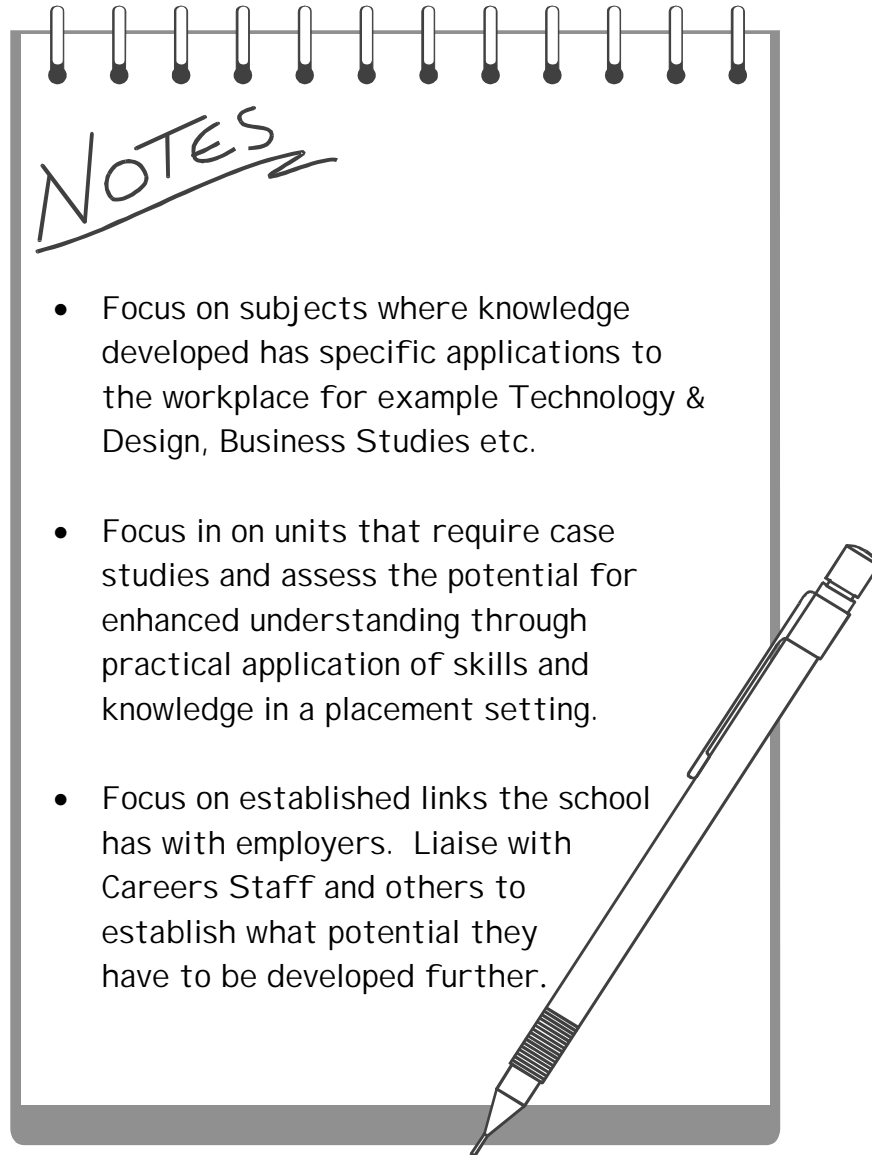 NOTES
• Focus on subjects where knowledge
developed has specific applications to
the workplace for example Technology &
Design, Business Studies etc.
• Focus in on units that require case
studies and assess the potential for
enhanced understanding through
practical application of skills and
knowledge in a placement setting.
• Focus on established links the school
has with employers.  Liaise with
Careers Staff and others to
establish what potential they
have to be developed further.